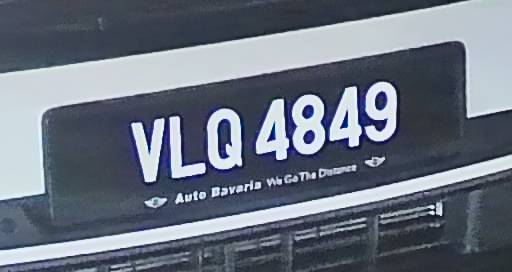 VLQ 4849
Auto Bavaria We Go The Distance